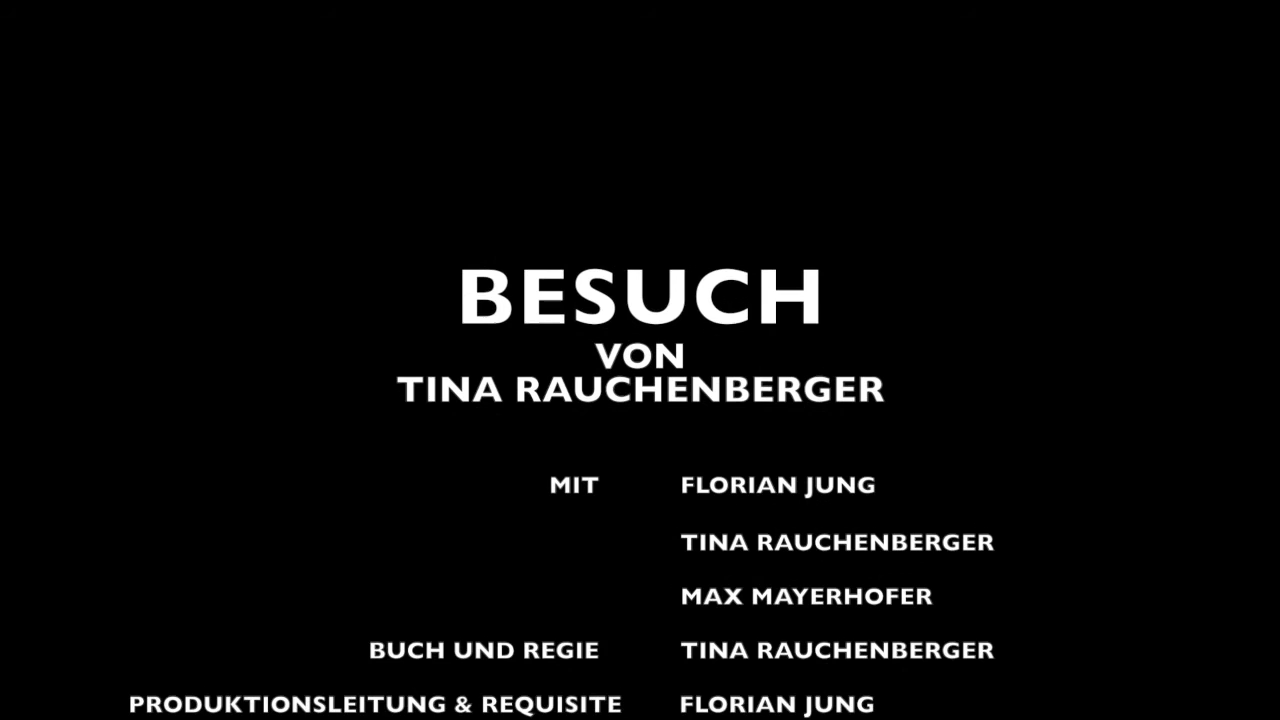 BESUCH
VON
TINA RAUCHENBERGER
MIT FLORIAN JUNG
TINA RAUCHENBERGER
MAX MAYERHOFER
BUCH UND REGIE TINA RAUCHENBERGER
PRODUKTIONSLEITUNG & REQUISITE FLORIAN JUNG